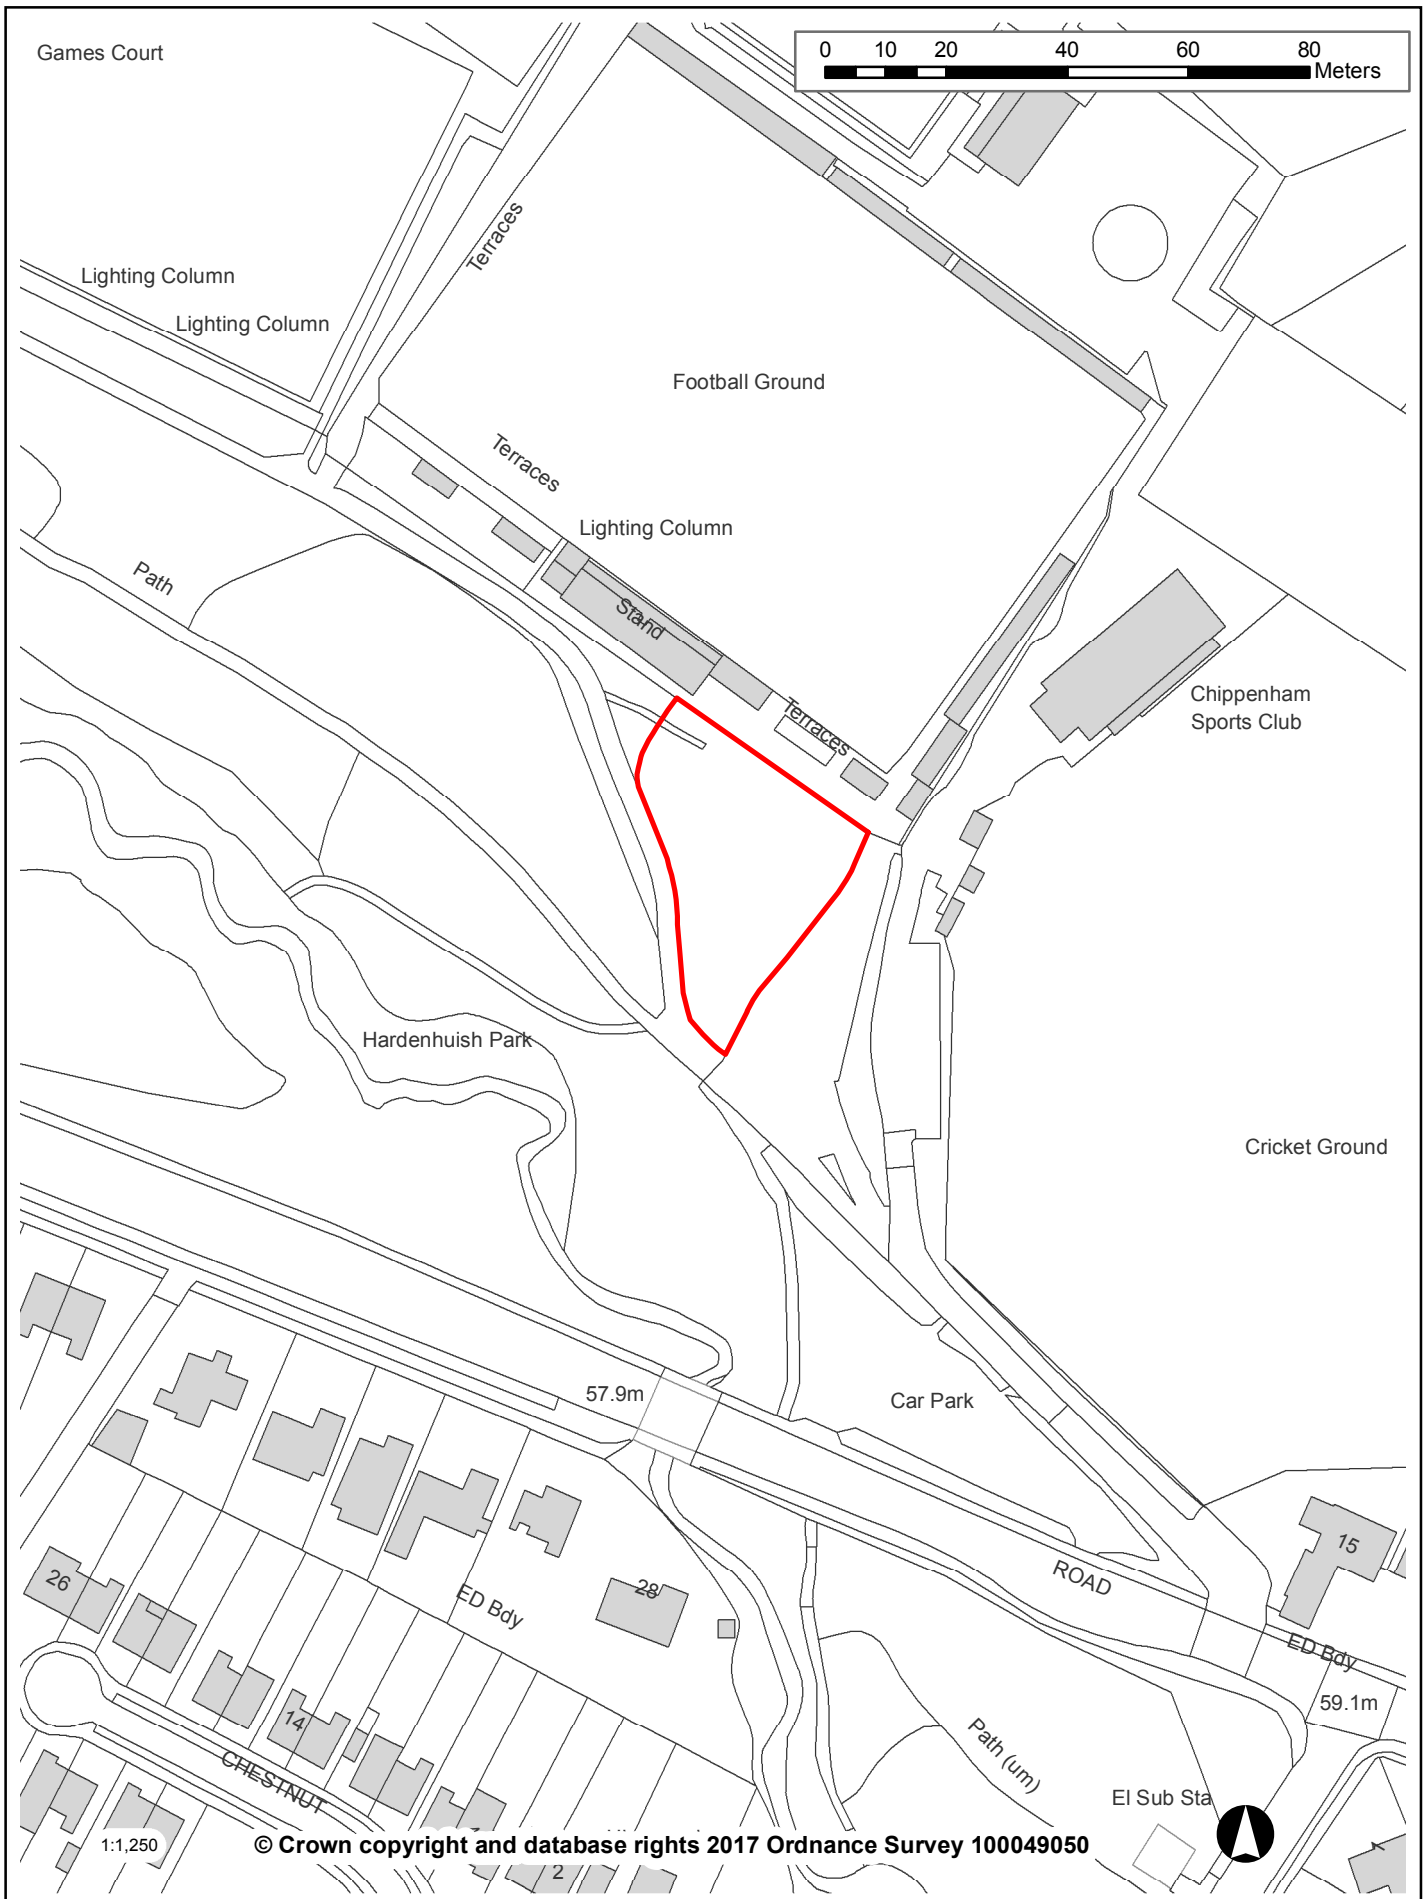 Games Court
0 10 20 40 60 80
Meters
Terraces
Lighting Column
Lighting Column
Football Ground
Terraces
Lighting Column
Path
Stand
Chippenham
Sports Club
Terraces
Hardenhuish Park
Cricket Ground
57.9m
Car Park
15
ROAD
26
28
ED Bdy
ED Bdy
59.1m
14
Path (um)
CHESTNUT
El Sub Sta
1:1,250
© Crown copyright and database rights 2017 Ordnance Survey 100049050
2